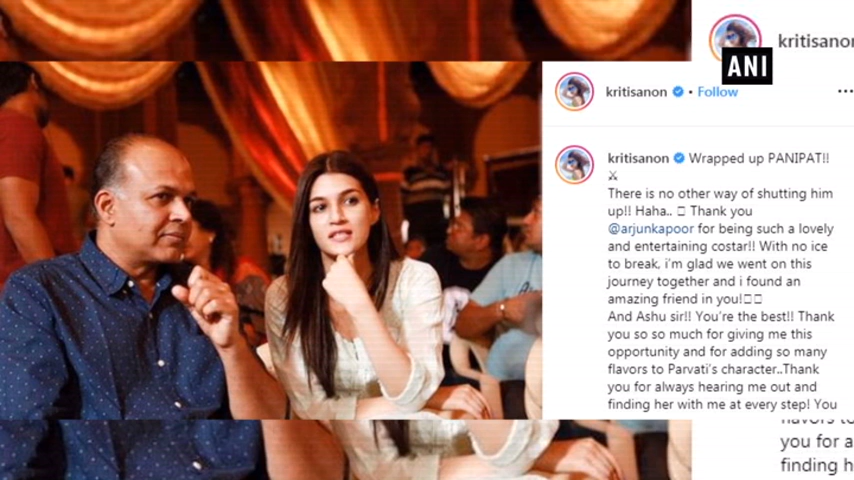 kritisanon
ANI
kritisanon • Follow •••
kritisanon Wrapped up PANIPAT!!
⚔
There is no other way of shutting him
up!! Haha.. □ Thank you
@arjunkapoor for being such a lovely
and entertaining costar!! With no ice
to break, i'm glad we went on this
journey together and i found an
amazing friend in you!□□
And Ashu sir!! You're the best!! Thank
you so so much for giving me this
opportunity and for adding so many
flavors to Parvati's character..Thank
you for always hearing me out and
finding her with me at every step! You
you for a
finding h